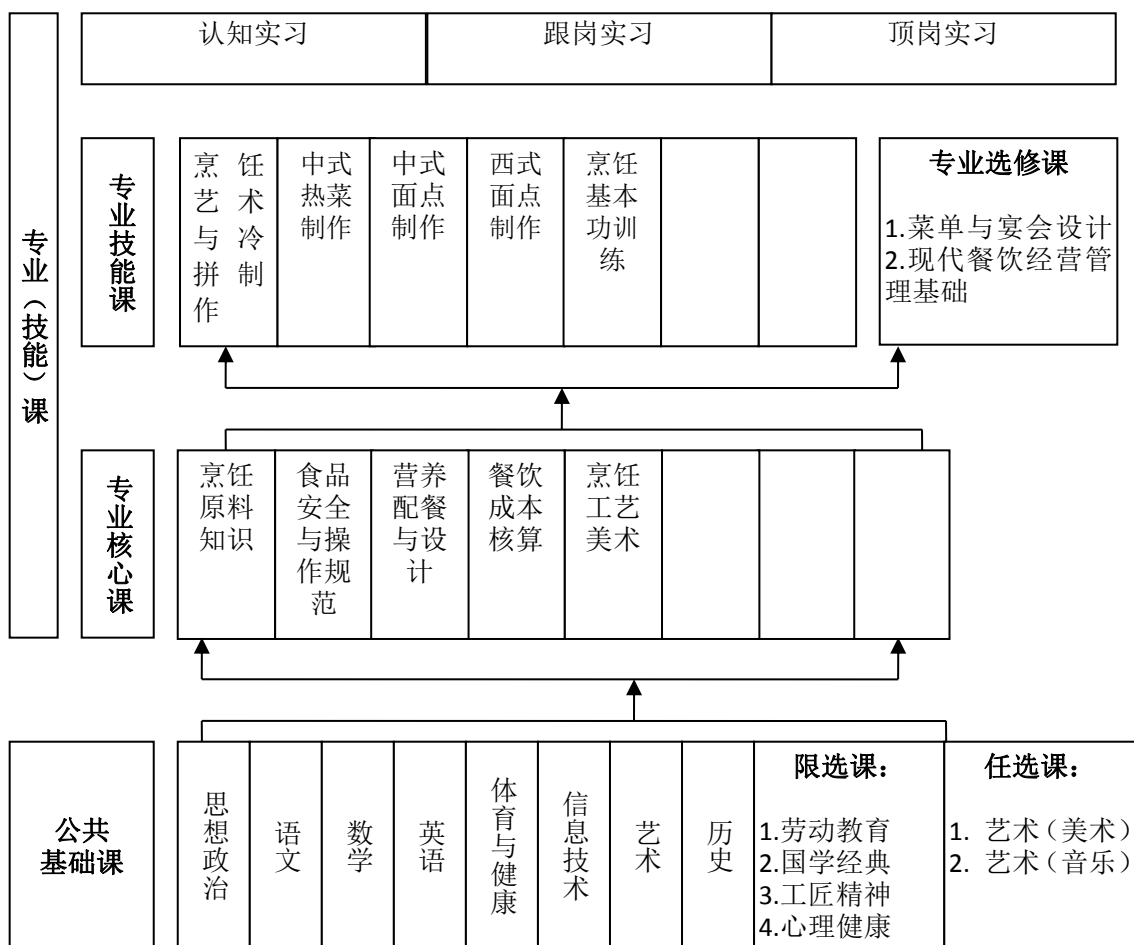 认知实习
跟岗实习
顶岗实习
专业（技能）课
专业技能课
烹饪
艺术
与冷
拼制
作
中式
热菜
制作
中式
面点
制作
西式
面点
制作
烹饪
基本
功训
练
专业选修课
1.菜单与宴会设计
2.现代餐饮经营管
理基础
专业核心课
烹饪
原料
知识
食品
安全
与操
作规
范
营养
配餐
与设
计
餐饮
成本
核算
烹饪
工艺
美术
公共
基础课
思想政治
语文
数学
英语
体育与健康
信息技术
艺术
历史
限选课：
1.劳动教育
2.国学经典
3.工匠精神
4.心理健康
任选课：
1. 艺术（美术）
2. 艺术（音乐）